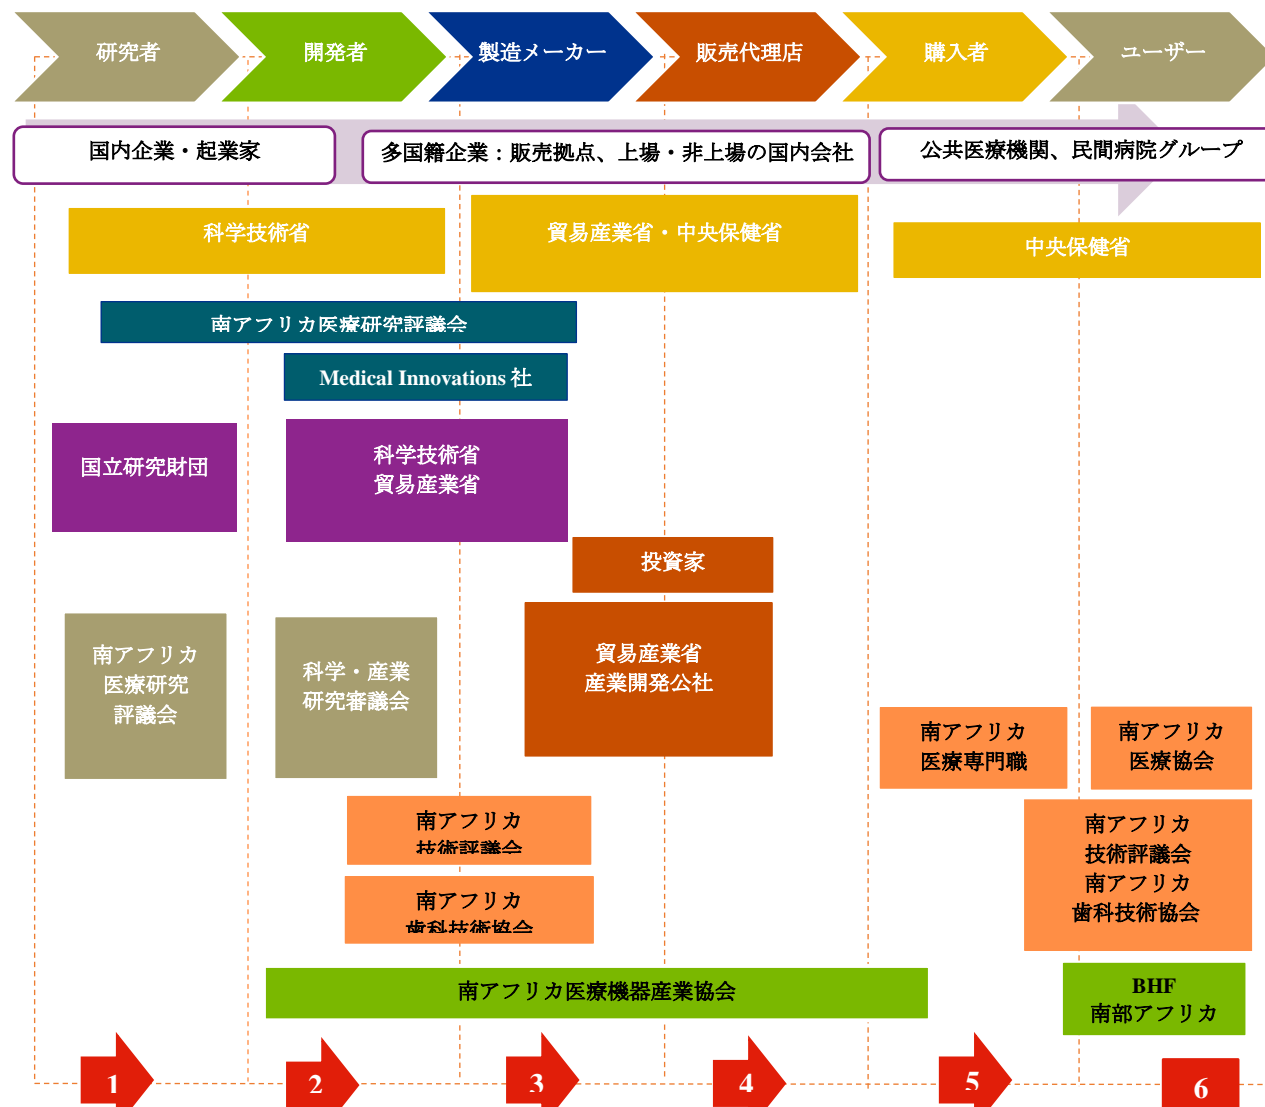 研究者
開発者
製造メーカー
販売代理店
購入者
ユーザー
国内企業・起業家
多国籍企業：販売拠点、上場・非上場の国内会社
公共医療機関、民間病院グループ
科学技術省
貿易産業省・中央保健省
中央保健省
南アフリカ医療研究評議会
Medical Innovations 社
国立研究財団
科学技術省
貿易産業省
投資家
南アフリカ
医療研究
評議会
科学・産業
研究審議会
貿易産業省
産業開発公社
南アフリカ
医療専門職
南アフリカ
医療協会
南アフリカ
技術評議会
南アフリカ
歯科技術協会
南アフリカ
技術評議会
南アフリカ
歯科技術協会
南アフリカ医療機器産業協会
BHF
南部アフリカ
1
2
3
4
5
6